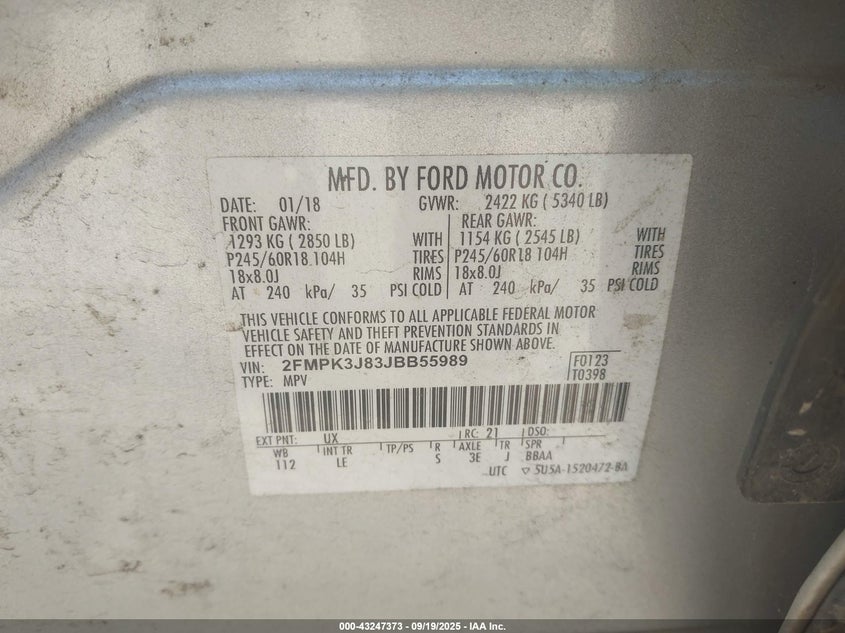 MFD. BY FORD MOTOR CO.
DATE: 01/18 GVWR: 2422 KG ( 5340 LB)
FRONT GAWR: REAR GAWR:
1293 KG ( 2850 LB) WITH 1154 KG ( 2545 LB) WITH
P245/60R18 104H TIRES P245/60R18 104H TIRES
18x8.0J RIMS 18x8.0J RIMS
AT 240 kPa/ 35 PSI COLD AT 240 kPa/ 35 PSI COLD
THIS VEHICLE CONFORMS TO ALL APPLICABLE FEDERAL MOTOR
VEHICLE SAFETY AND THEFT PREVENTION STANDARDS IN
EFFECT ON THE DATE OF MANUFACTURE SHOWN ABOVE.
VIN: 2FMPK3J83JBB55989 F0123
TYPE: MPV T0398
EXT PNT: UX RC: 21 DSO:
WB INT TR TP/PS R AXLE TR SPR
112 LE S 3E J BBAA
UTC ▽ 5U5A-1520472-BA
000-43247373 - 09/19/2025 - IAA Inc.